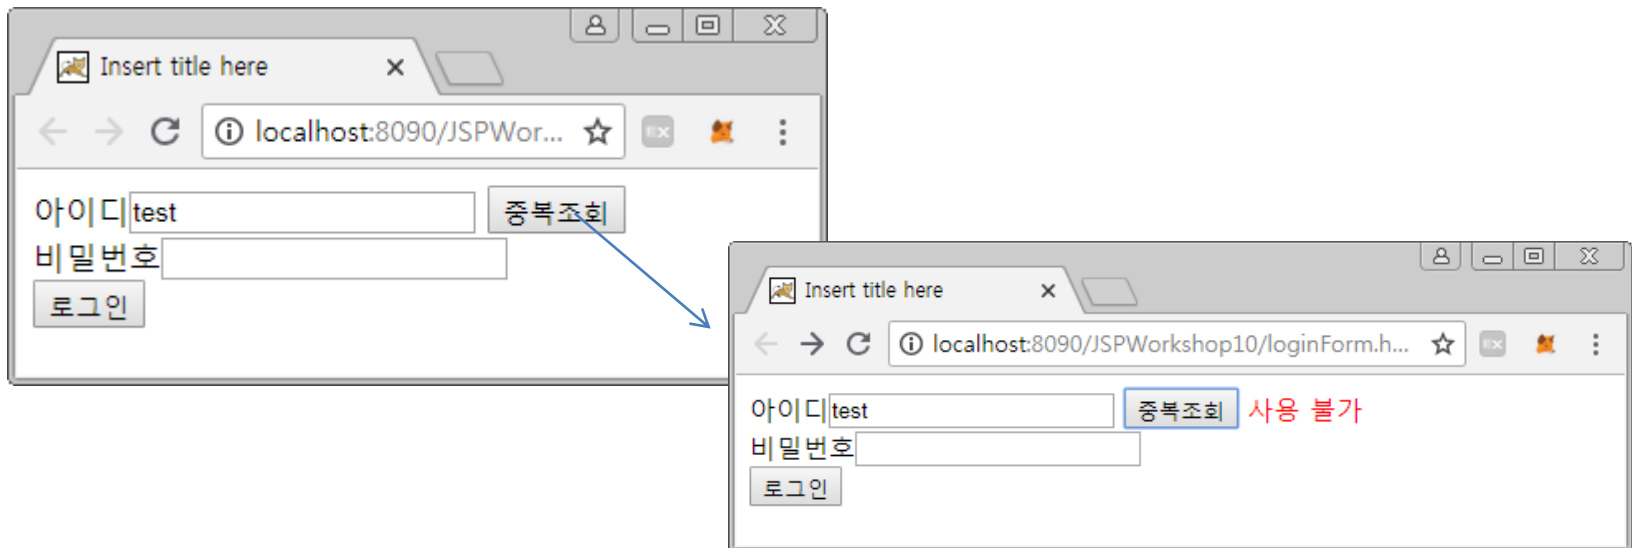 Insert title here
localhost:8090/JSPWor...
아이디 test 중복조회
비밀번호
로그인
Insert title here
localhost:8090/JSPWorkshop10/loginForm.h...
아이디 test 중복조회 사용 불가
비밀번호
로그인